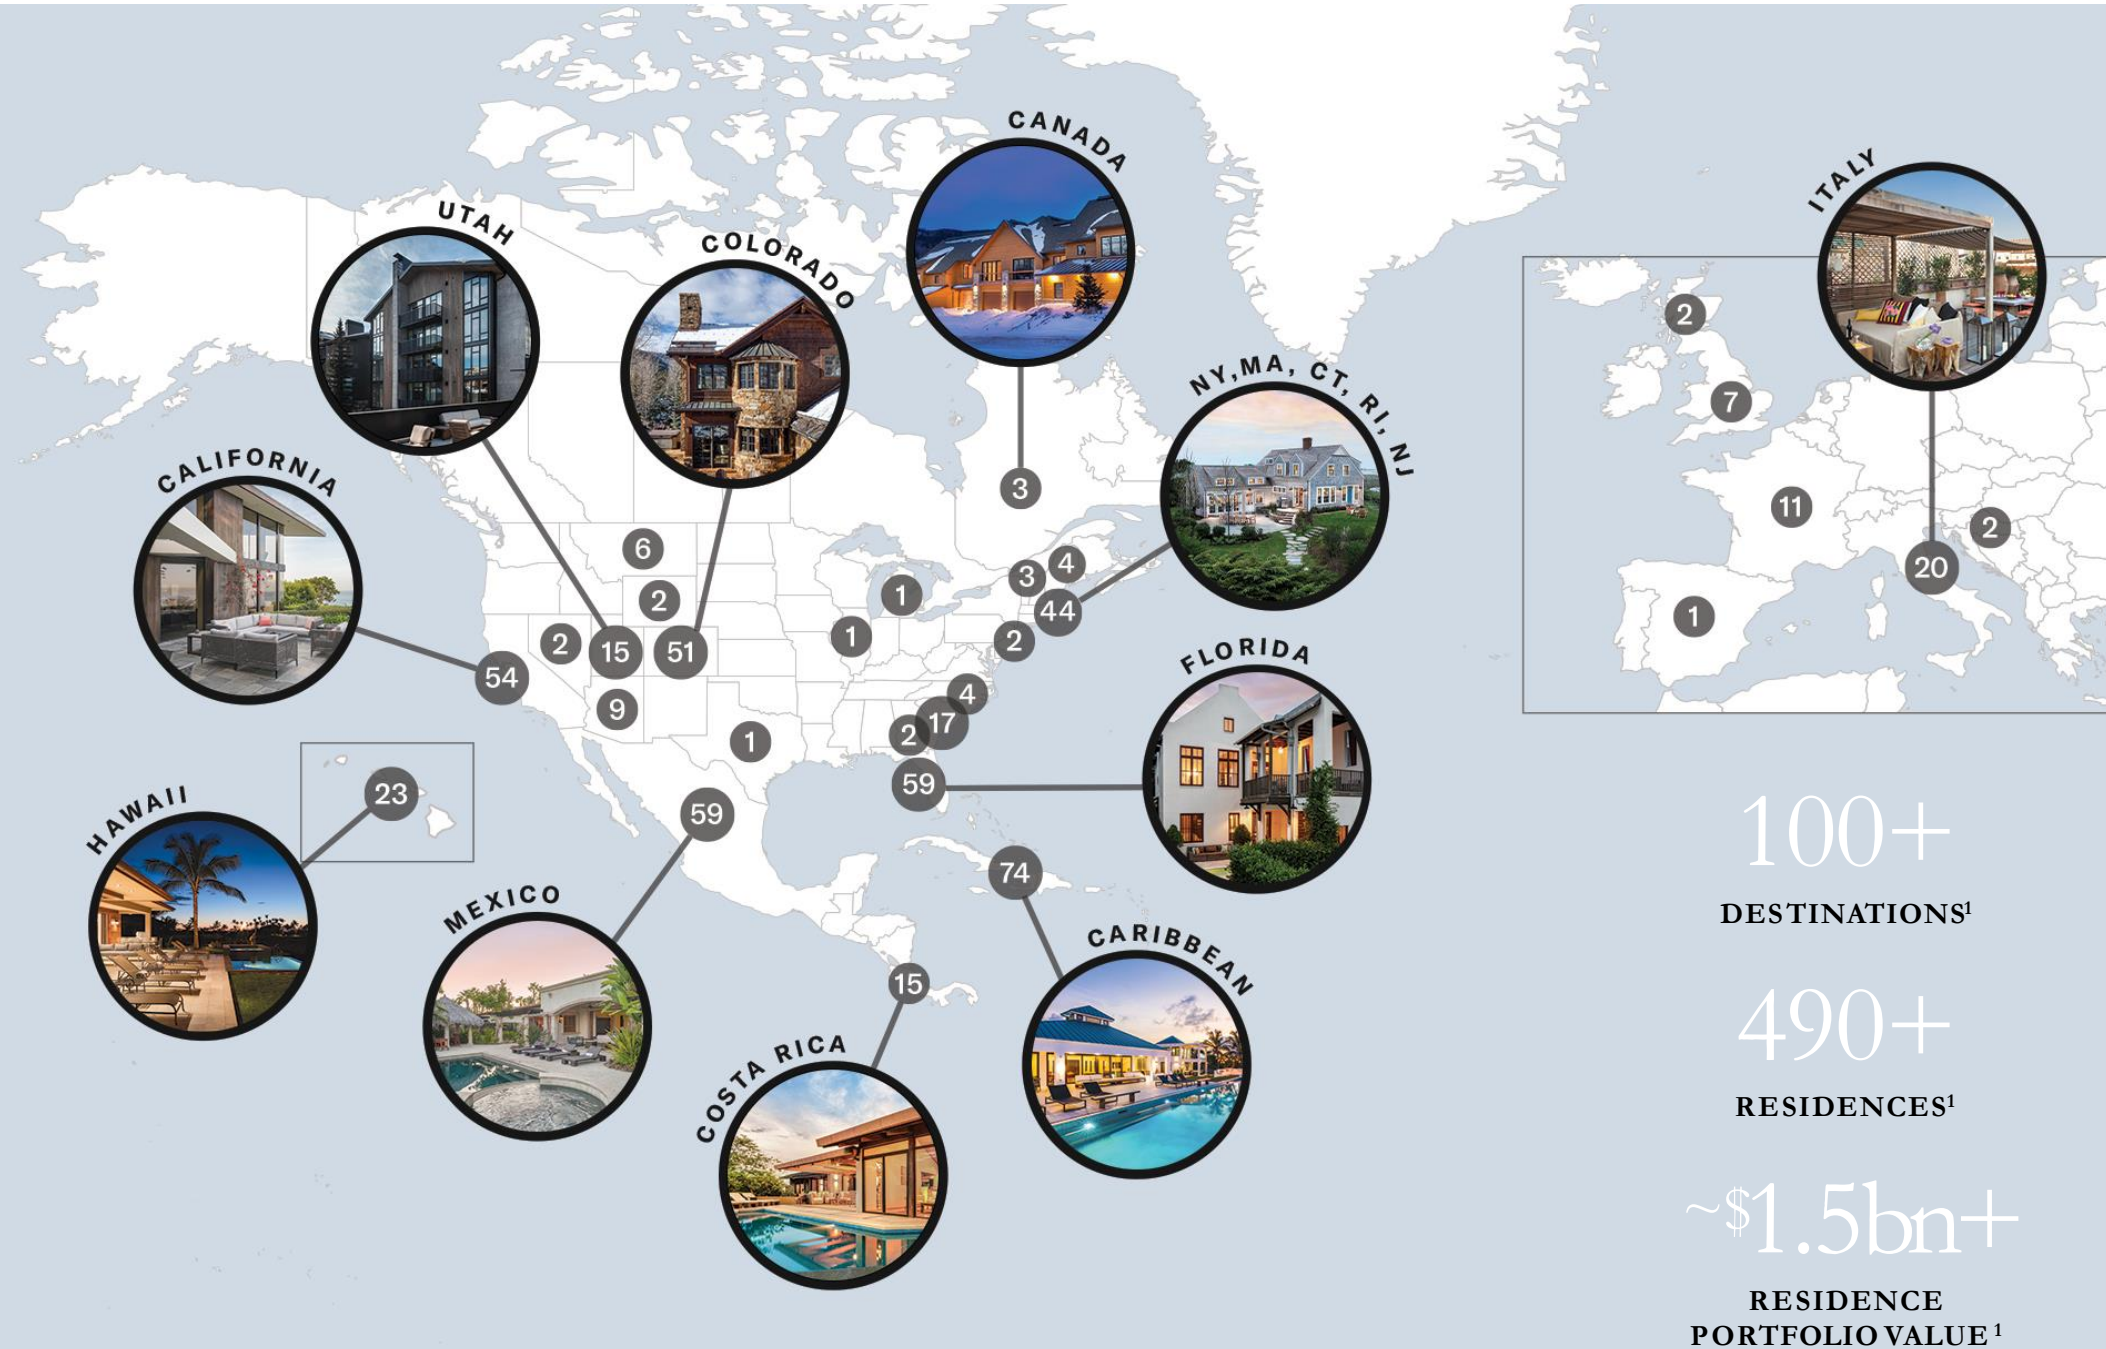 CANADA
ITALY
UTAH
COLORADO
2
NY, MA, CT, RI, NJ
7
CALIFORNIA
3
11
2
6
3
4
20
1
2
44
1
1
2
2
15
51
FLORIDA
54
4
9
17
2
1
59
23
HAWAII
59
100+
DESTINATIONS¹
74
MEXICO
CARIBBEAN
15
490+
COSTA RICA
RESIDENCES¹
~$1.5bn+
RESIDENCE
PORTFOLIO VALUE ¹